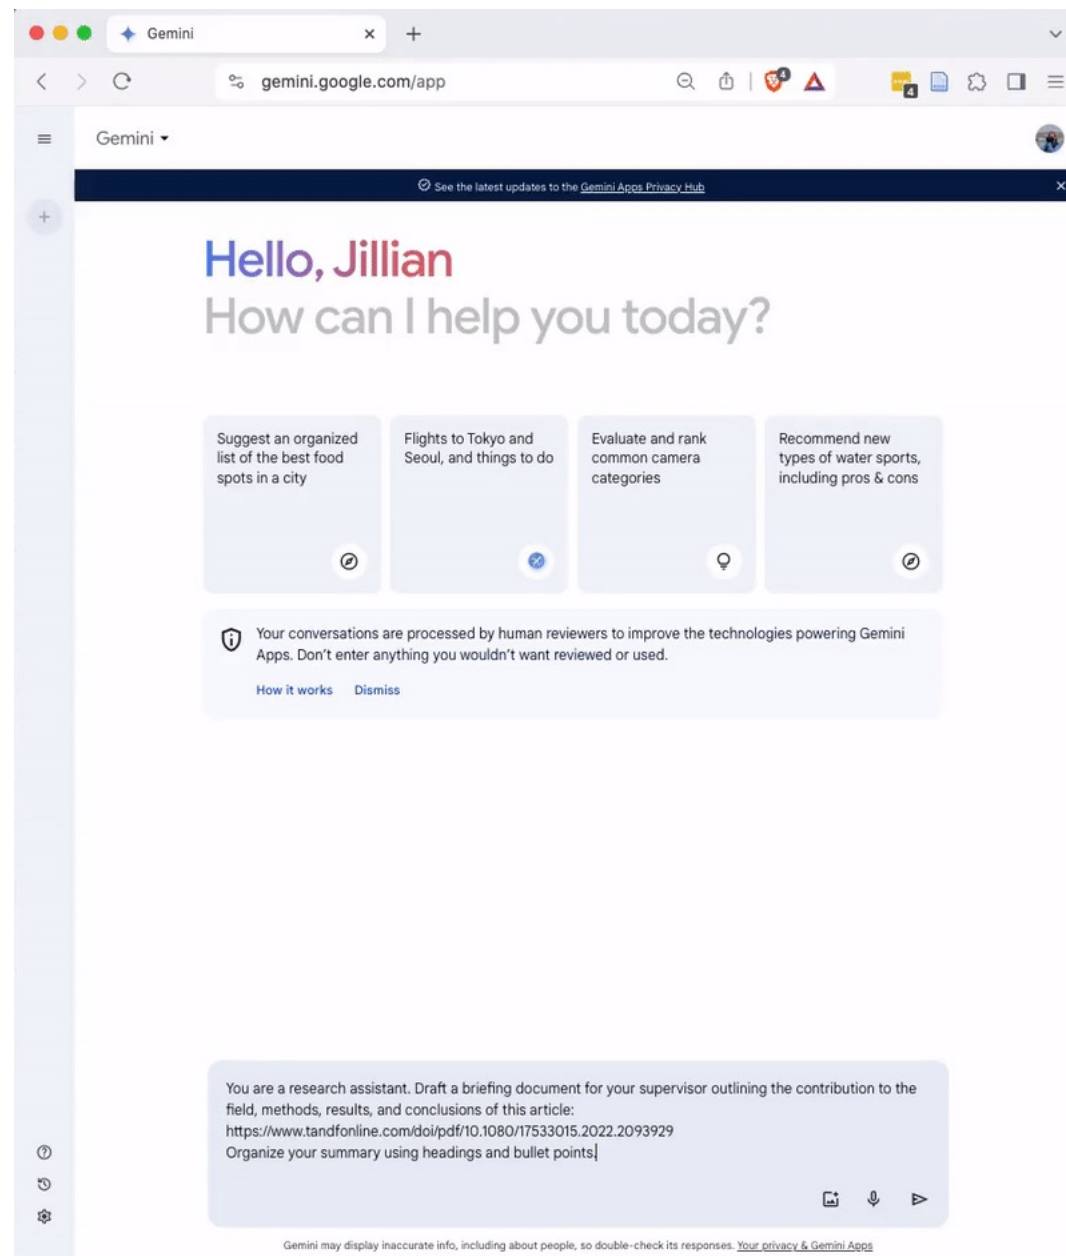 Gemini
gemini.google.com/app
4
4
Gemini
See the latest updates to the Gemini Apps Privacy Hub
Hello, Jillian
How can I help you today?
Suggest an organized
list of the best food
spots in a city
Flights to Tokyo and
Seoul, and things to do
Evaluate and rank
common camera
categories
Recommend new
types of water sports,
including pros & cons
Your conversations are processed by human reviewers to improve the technologies powering Gemini
Apps. Don't enter anything you wouldn't want reviewed or used.
How it works Dismiss
You are a research assistant. Draft a briefing document for your supervisor outlining the contribution to the
field, methods, results, and conclusions of this article:
https://www.tandfonline.com/doi/pdf/10.1080/17533015.2022.2093929
Organize your summary using headings and bullet points.
Gemini may display inaccurate info, including about people, so double-check its responses. Your privacy & Gemini Apps